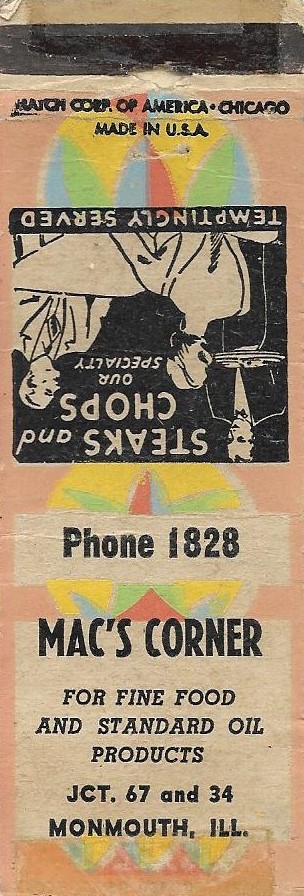 MATCH CORP. OF AMERICA · CHICAGO
MADE IN U.S.A.
STEAKS and
CHOPS
OUR
SPECIALTY
TEMPTINGLY SERVED
Phone 1828
MAC'S CORNER
FOR FINE FOOD
AND STANDARD OIL
PRODUCTS
JCT. 67 and 34
MONMOUTH, ILL.